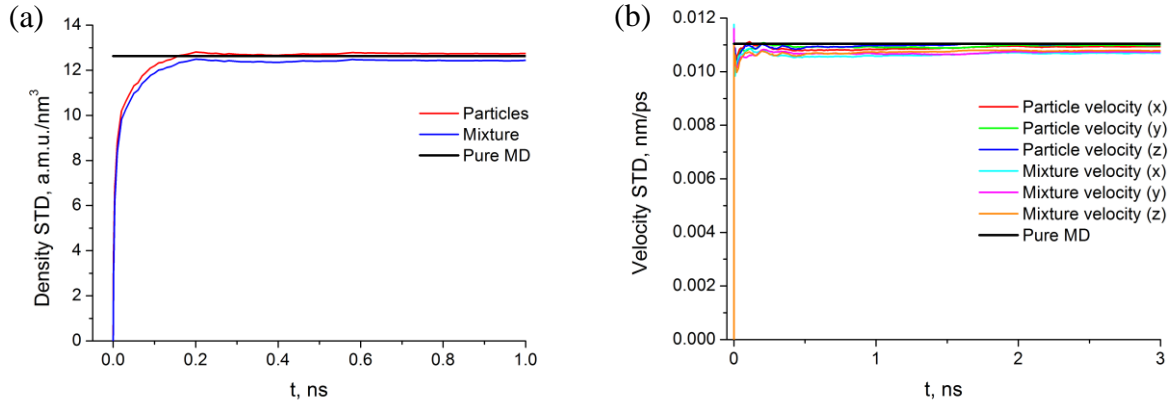 (a)
Density STD, a.m.u./nm³
14
12
10
8
6
4
2
0
Particles
Mixture
Pure MD
0.0 0.2 0.4 0.6 0.8 1.0
t, ns
(b)
Velocity STD, nm/ps
0.012
0.010
0.008
0.006
0.004
0.002
0.000
Particle velocity (x)
Particle velocity (y)
Particle velocity (z)
Mixture velocity (x)
Mixture velocity (y)
Mixture velocity (z)
Pure MD
0 1 2 3
t, ns